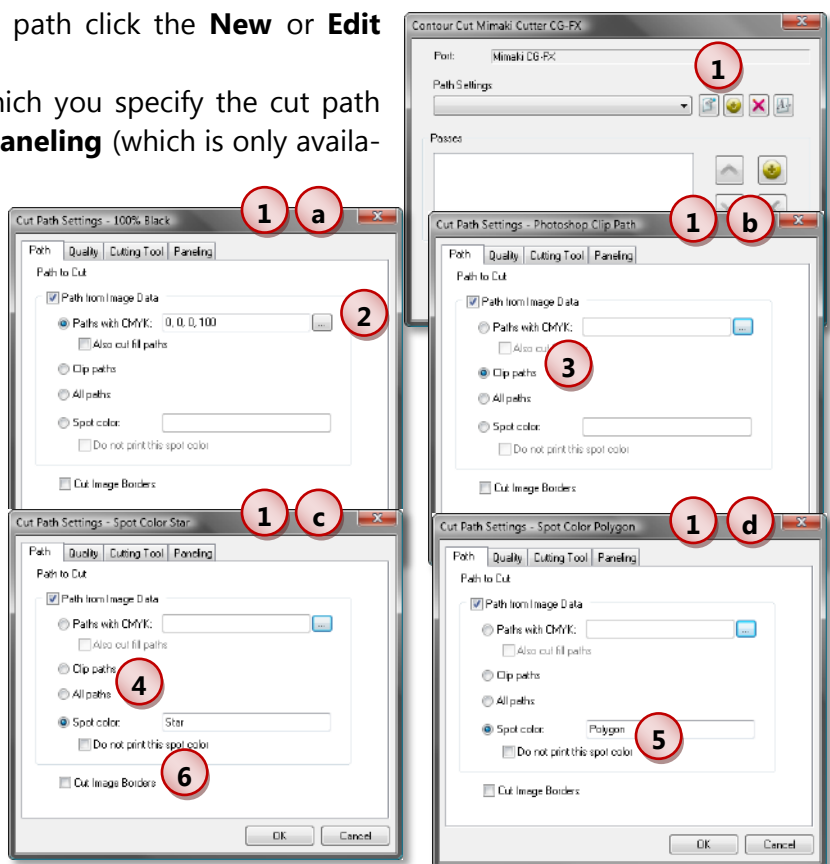 path click the New or Edit
hich you specify the cut path
aneling (which is only availa-
Contour Cut Mimaki Cutter CG-FX
Port: Mimaki CG-FX
1
Path Settings
Passes
Cut Path Settings - 100% Black
1 a
Path Quality Cutting Tool Paneling
Path to Cut
Path from Image Data
Paths with CMYK: 0, 0, 0, 100
2
Also cut fill paths
Clip paths
All paths
Spot color:
Do not print this spot color
Cut Image Borders
Cut Path Settings - Photoshop Clip Path
1 b
Path Quality Cutting Tool Paneling
Path to Cut
Path from Image Data
Paths with CMYK:
Also cut
Clip paths
3
All paths
Spot color:
Do not print this spot color
Cut Image Borders
Cut Path Settings - Spot Color Star
1 c
Path Quality Cutting Tool Paneling
Path to Cut
Path from Image Data
Paths with CMYK:
Also cut fill paths
Clip paths
4
All paths
Spot color: Star
Do not print this spot color
Cut Image Borders
6
OK Cancel
Cut Path Settings - Spot Color Polygon
1 d
Path Quality Cutting Tool Paneling
Path to Cut
Path from Image Data
Paths with CMYK:
Also cut fill paths
Clip paths
All paths
Spot color: Polygon
5
Do not print this spot color
Cut Image Borders
OK Cancel